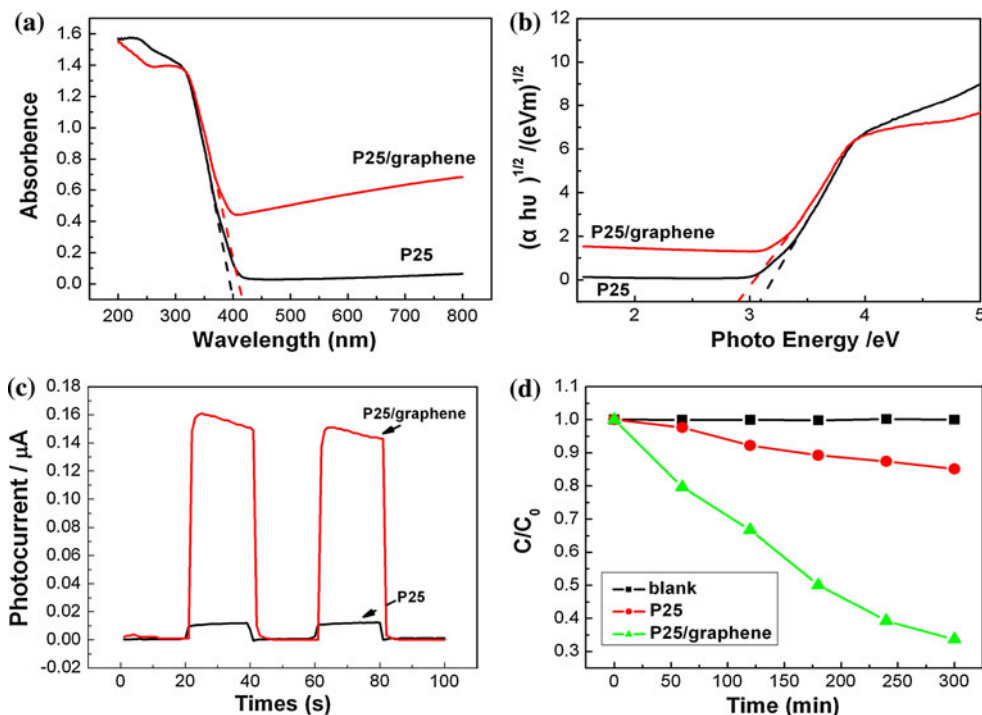 (a)
Absorbence
1.6
1.4
1.2
1.0
0.8
0.6
0.4
0.2
0.0
P25/graphene
P25
200 300 400 500 600 700 800
Wavelength (nm)
(b)
(α hυ )1/2 /(eVm)1/2
12
10
8
6
4
2
0
P25/graphene
P25
2 3 4 5
Photo Energy /eV
(c)
Photocurrent / μA
0.18
0.16
0.14
0.12
0.10
0.08
0.06
0.04
0.02
0.00
-0.02
P25/graphene
P25
0 20 40 60 80 100
Times (s)
(d)
C/C0
1.1
1.0
0.9
0.8
0.7
0.6
0.5
0.4
0.3
blank
P25
P25/graphene
0 50 100 150 200 250 300
Time (min)